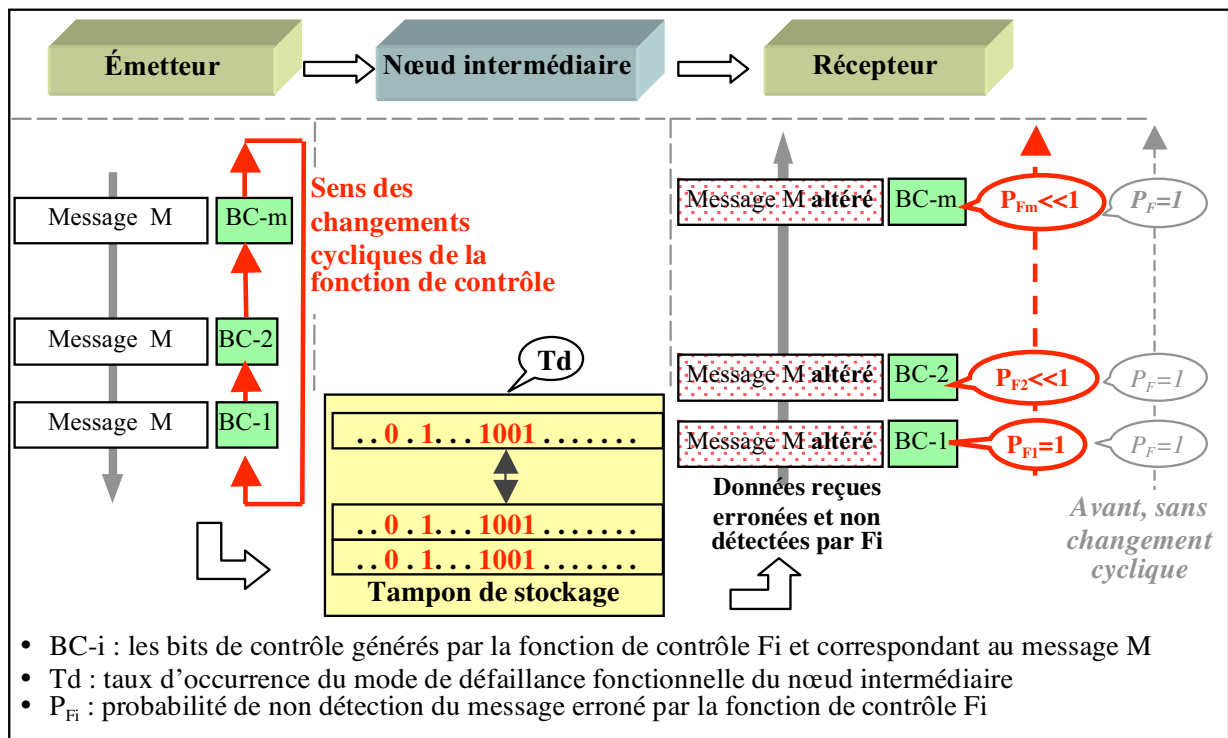 Émetteur
Nœud intermédiaire
Récepteur
Message M
BC-m
Message M
BC-2
Message M
BC-1
Sens des
changements
cycliques de la
fonction de contrôle
Td
. . 0 . 1. . . 1001 . . . . . . .
. . 0 . 1. . . 1001 . . . . . . .
. . 0 . 1. . . 1001 . . . . . . .
Tampon de stockage
Message M altéré
BC-m
PFm<<1
PF=1
Message M altéré
BC-2
PF2<<1
PF=1
Message M altéré
BC-1
PF1=1
PF=1
Données reçues
erronées et non
détectées par Fi
Avant, sans
changement
cyclique
• BC-i : les bits de contrôle générés par la fonction de contrôle Fi et correspondant au message M
• Td : taux d’occurrence du mode de défaillance fonctionnelle du nœud intermédiaire
• PFi : probabilité de non détection du message erroné par la fonction de contrôle Fi